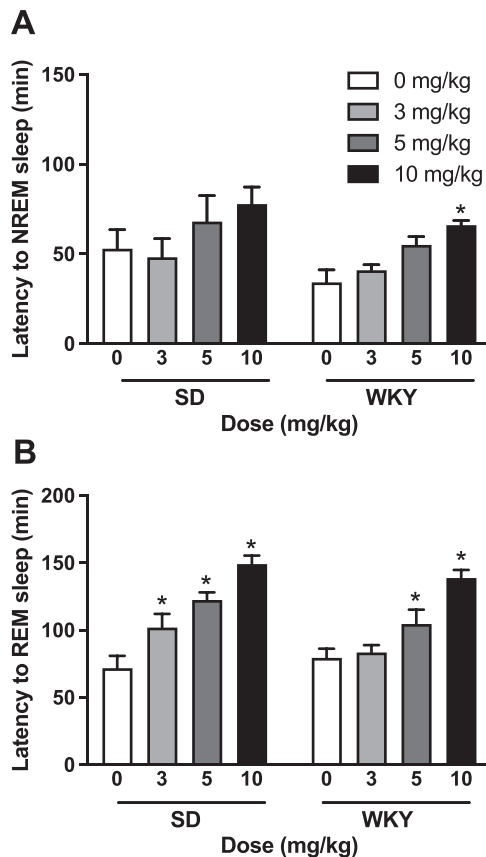 A
Latency to NREM sleep (min)
150
100
50
0
0 mg/kg
3 mg/kg
5 mg/kg
10 mg/kg
*
0 3 5 10 0 3 5 10
SD WKY
Dose (mg/kg)
B
Latency to REM sleep (min)
200
150
100
50
0
* * * * *
0 3 5 10 0 3 5 10
SD WKY
Dose (mg/kg)